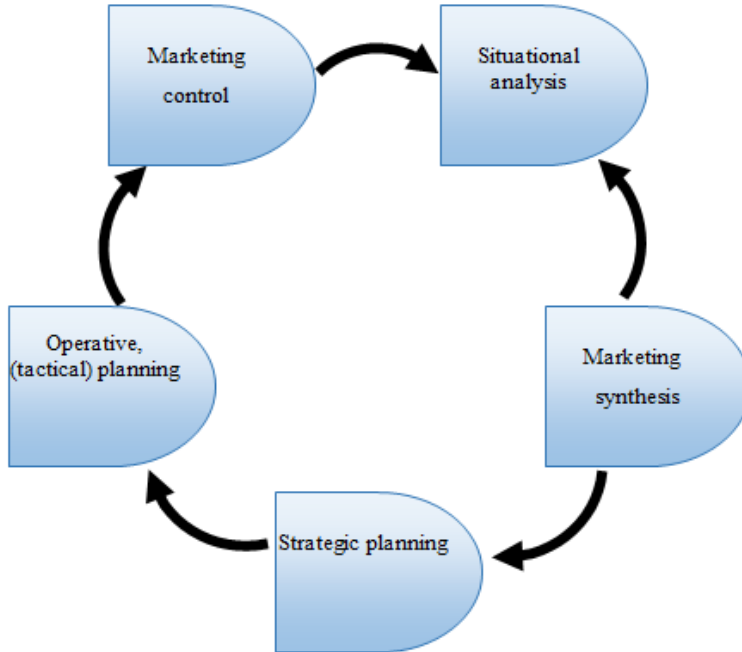 Marketing
control
Situational
analysis
Operative,
(tactical) planning
Marketing
synthesis
Strategic planning